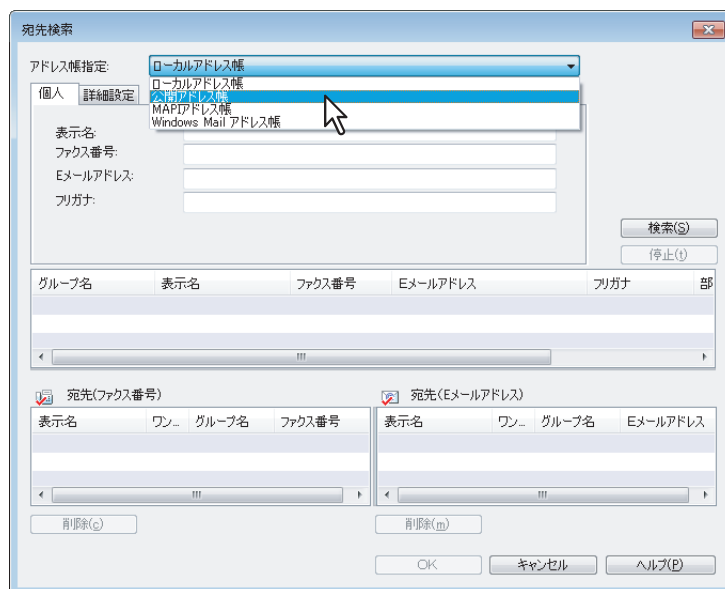 宛先検索
アドレス帳指定: ローカルアドレス帳
ローカルアドレス帳
個人 詳細設定 公開アドレス帳
MAPIアドレス帳
Windows Mail アドレス帳
表示名:
ファクス番号:
Eメールアドレス:
フリガナ:
検索(S)
停止(t)
グループ名 表示名 ファクス番号 Eメールアドレス フリガナ 部
宛先(ファクス番号) 宛先(Eメールアドレス)
表示名 ワン... グループ名 ファクス番号 表示名 ワン... グループ名 Eメールアドレス
削除(c) 削除(m)
OK キャンセル ヘルプ(P)